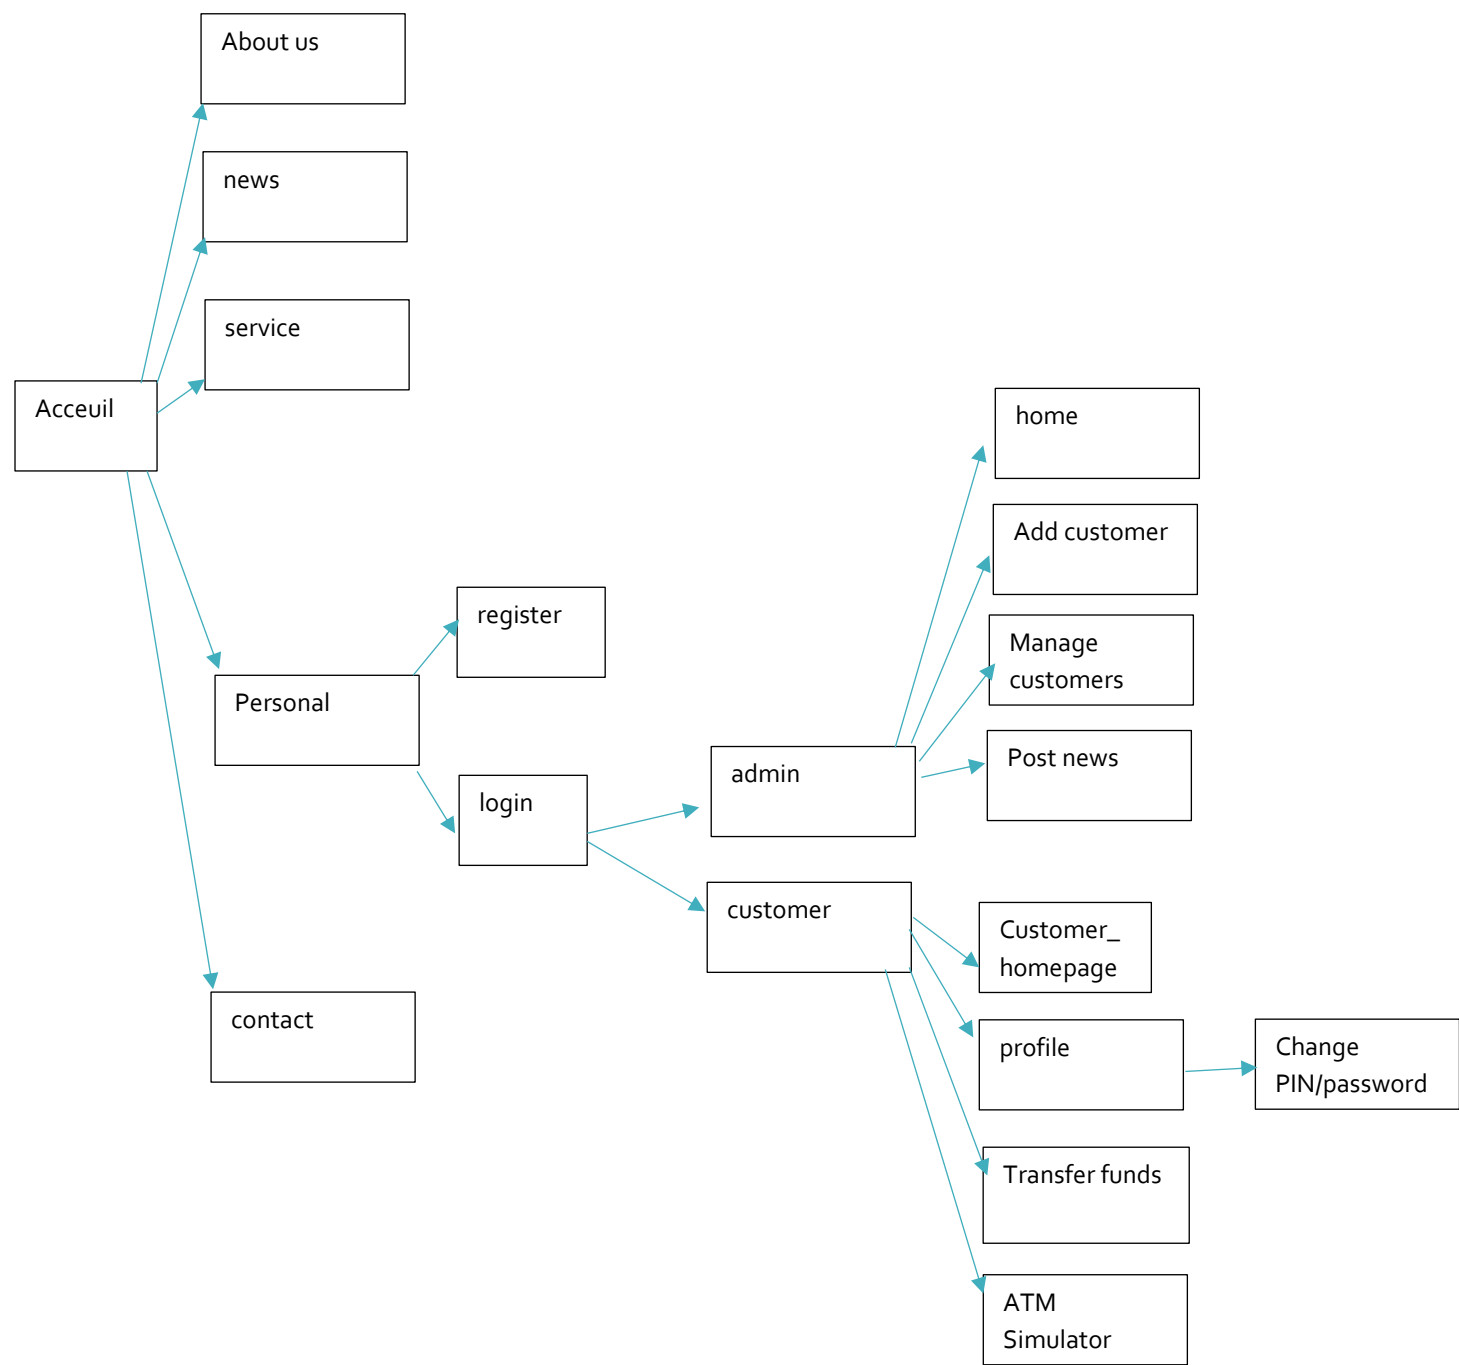 About us
news
service
Acceuil
home
Add customer
register
Manage
customers
Personal
Post news
admin
login
customer
Customer_
homepage
contact
profile
Change
PIN/password
Transfer funds
ATM
Simulator